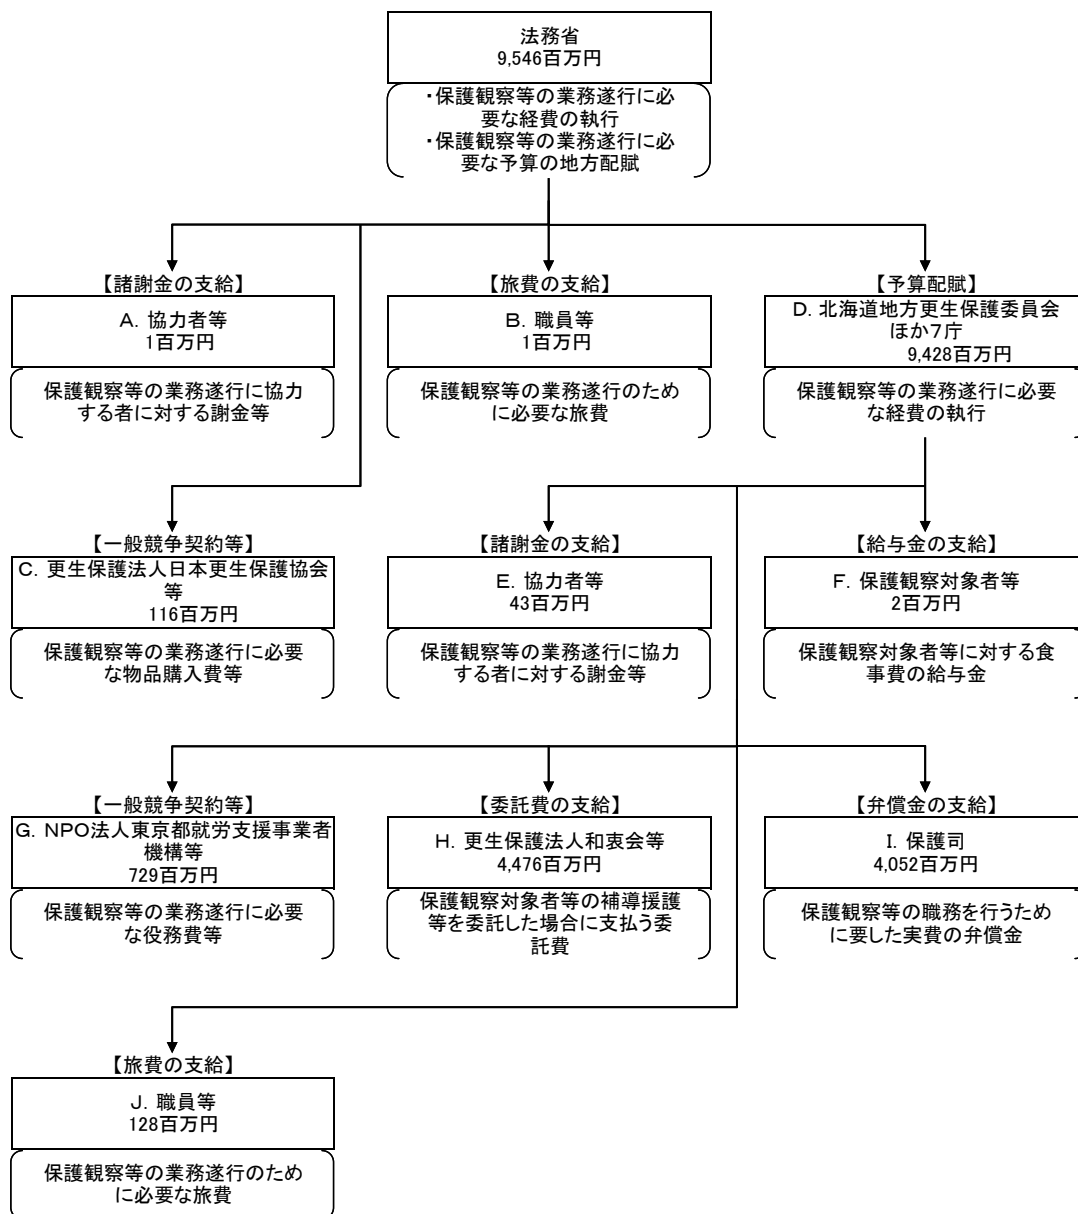 法務省
9,546百万円
・保護観察等の業務遂行に必
要な経費の執行
・保護観察等の業務遂行に必
要な予算の地方配賦
【諸謝金の支給】
A. 協力者等
1百万円
保護観察等の業務遂行に協力
する者に対する謝金等
【旅費の支給】
B. 職員等
1百万円
保護観察等の業務遂行のため
に必要な旅費
【予算配賦】
D. 北海道地方更生保護委員会
ほか7庁
9,428百万円
保護観察等の業務遂行に必要
な経費の執行
【一般競争契約等】
C. 更生保護法人日本更生保護協会
等
116百万円
保護観察等の業務遂行に必要
な物品購入費等
【諸謝金の支給】
E. 協力者等
43百万円
保護観察等の業務遂行に協力
する者に対する謝金等
【給与金の支給】
F. 保護観察対象者等
2百万円
保護観察対象者等に対する食
事費の給与金
【一般競争契約等】
G. NPO法人東京都就労支援事業者
機構等
729百万円
保護観察等の業務遂行に必要
な役務費等
【委託費の支給】
H. 更生保護法人和衷会等
4,476百万円
保護観察対象者等の補導援護
等を委託した場合に支払う委
託費
【弁償金の支給】
I. 保護司
4,052百万円
保護観察等の職務を行うため
に要した実費の弁償金
【旅費の支給】
J. 職員等
128百万円
保護観察等の業務遂行のため
に必要な旅費